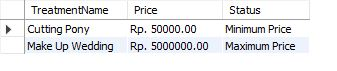 TreatmentName Price Status
Cutting Pony Rp. 50000.00 Minimum Price
Make Up Wedding Rp. 5000000.00 Maximum Price